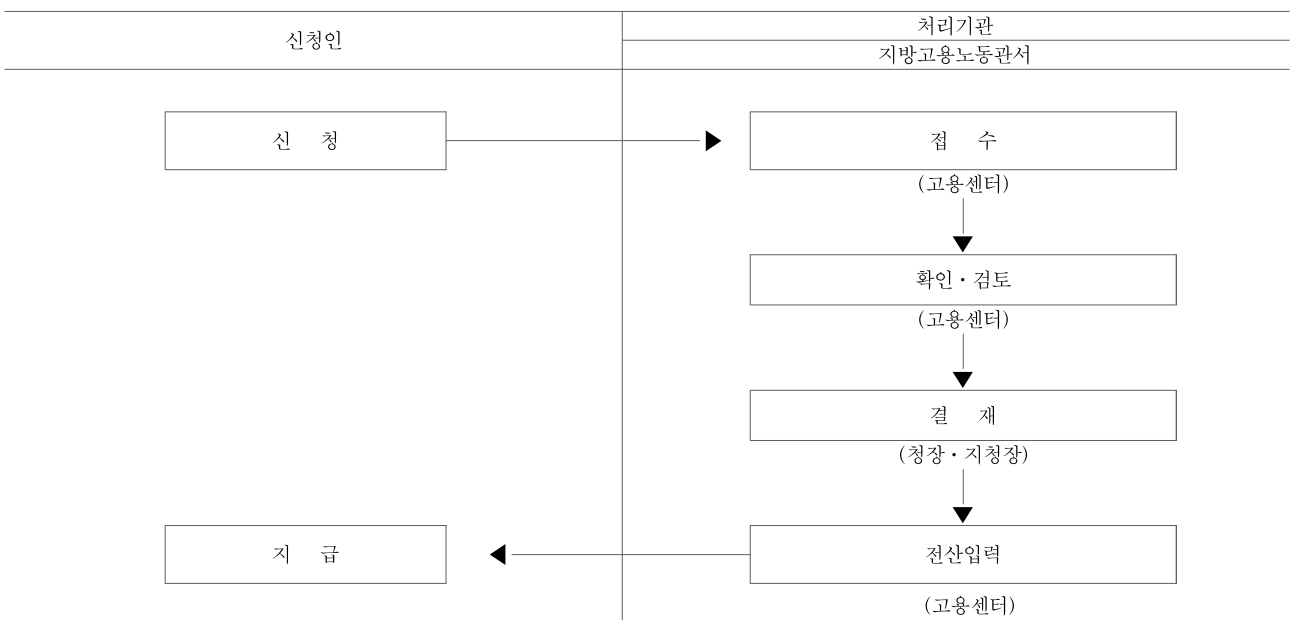 신청인
처리기관
지방고용노동관서
신 청
접 수
(고용센터)
확인·검토
(고용센터)
결 재
(청장·지청장)
지 급
전산입력
(고용센터)